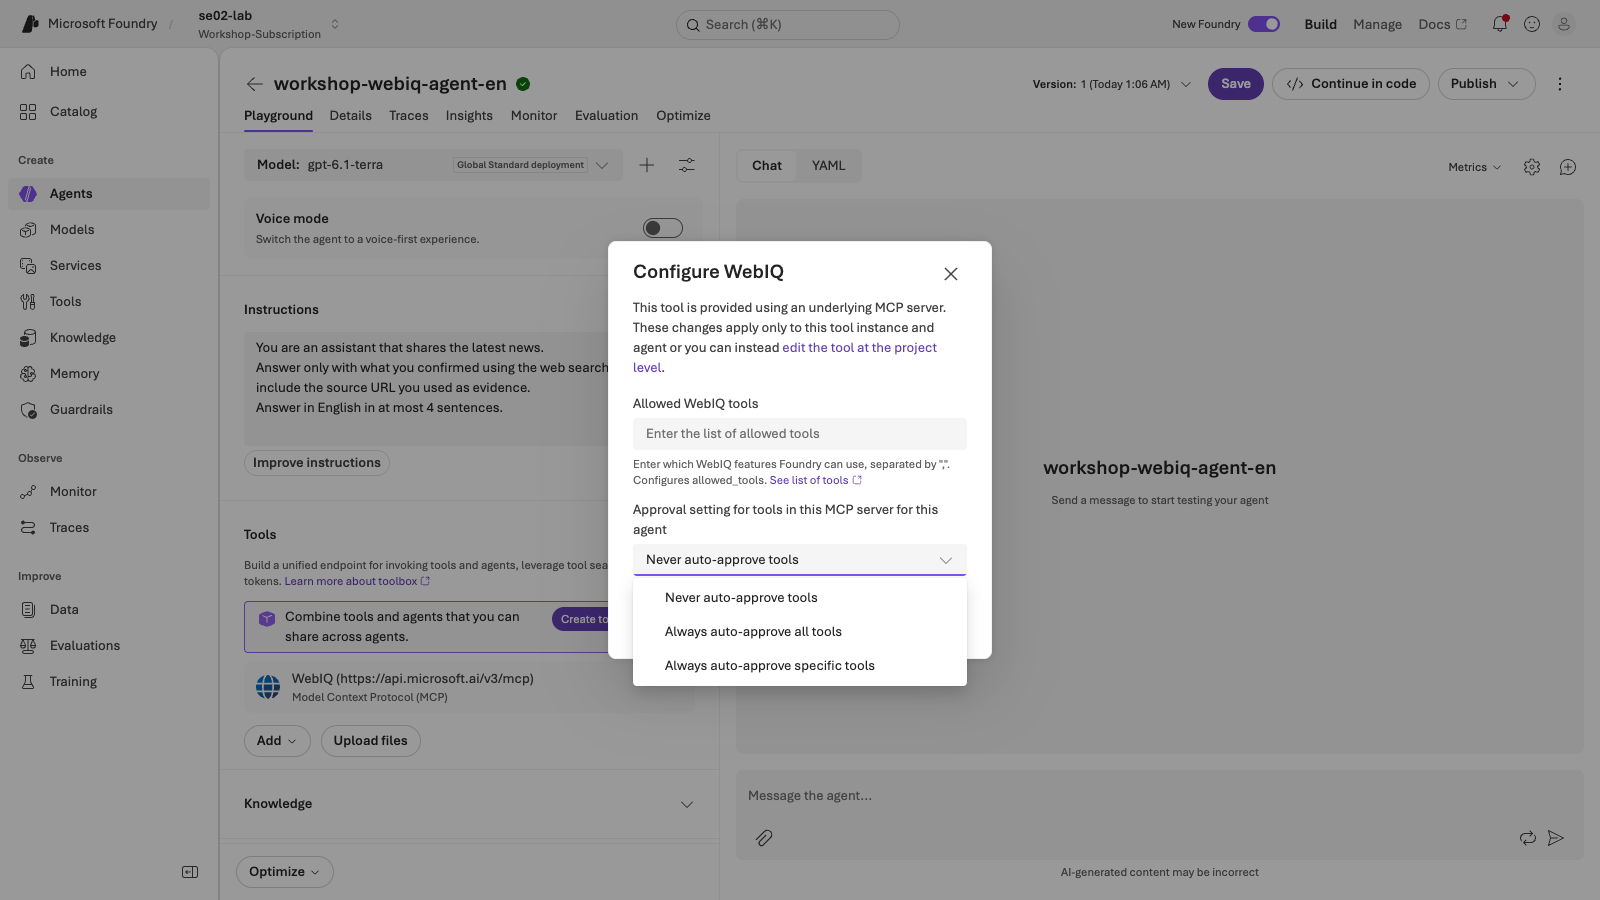 Microsoft Foundry
/
se02-lab
Workshop-Subscription
Search (⌘K)
New Foundry
Build
Manage
Docs
Home
Catalog
Create
Agents
Models
Services
Tools
Knowledge
Memory
Guardrails
Observe
Monitor
Traces
Improve
Data
Evaluations
Training
workshop-webiq-agent-en
Version: 1 (Today 1:06 AM)
Save
Continue in code
Publish
Playground
Details
Traces
Insights
Monitor
Evaluation
Optimize
Model: gpt-6.1-terra
Global Standard deployment
Voice mode
Switch the agent to a voice-first experience.
Instructions
You are an assistant that shares the latest news.
Answer only with what you confirmed using the web search
include the source URL you used as evidence.
Answer in English in at most 4 sentences.
Improve instructions
Tools
Build a unified endpoint for invoking tools and agents, leverage tool sea
tokens. Learn more about toolbox
Combine tools and agents that you can
share across agents.
Create to
WebIQ (https://api.microsoft.ai/v3/mcp)
Model Context Protocol (MCP)
Add
Upload files
Knowledge
Optimize
Configure WebIQ
This tool is provided using an underlying MCP server.
These changes apply only to this tool instance and
agent or you can instead edit the tool at the project
level.
Allowed WebIQ tools
Enter the list of allowed tools
Enter which WebIQ features Foundry can use, separated by ",".
Configures allowed_tools. See list of tools
Approval setting for tools in this MCP server for this
agent
Never auto-approve tools
Never auto-approve tools
Always auto-approve all tools
Always auto-approve specific tools
Chat
YAML
Metrics
workshop-webiq-agent-en
Send a message to start testing your agent
Message the agent...
AI-generated content may be incorrect